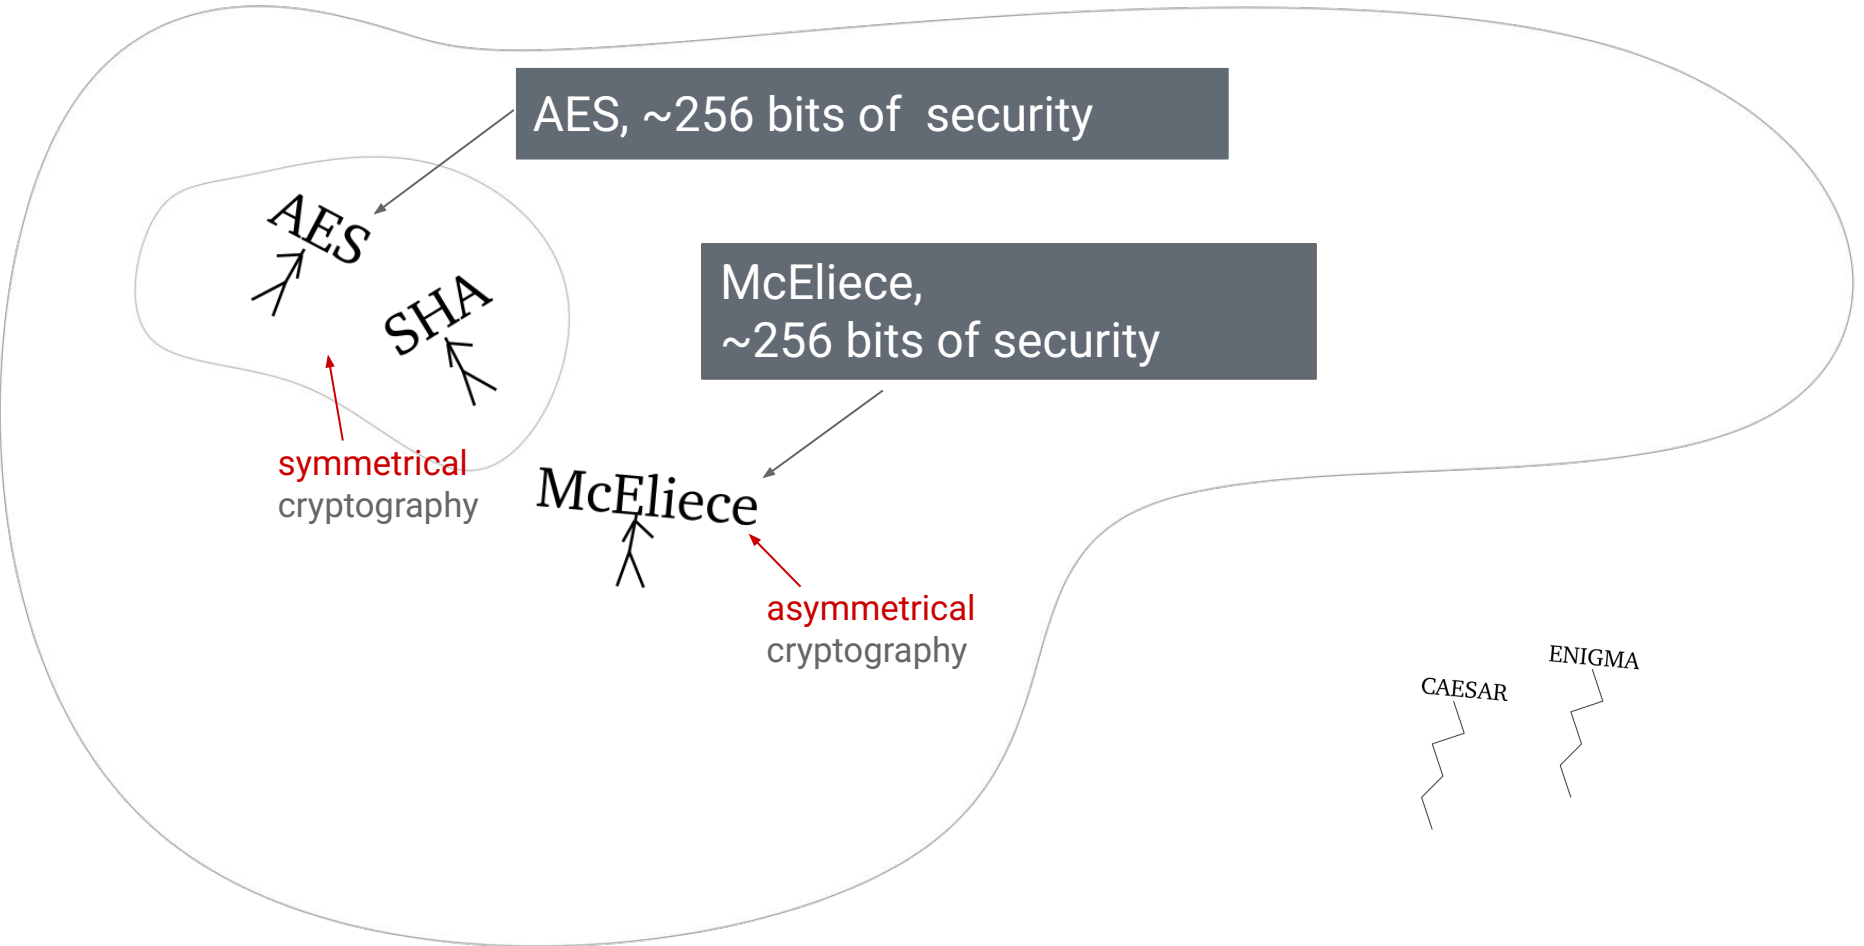 AES, ~256 bits of  security
AES
SHA
McEliece,
~256 bits of security
symmetrical
cryptography
McEliece
asymmetrical
cryptography
ENIGMA
CAESAR